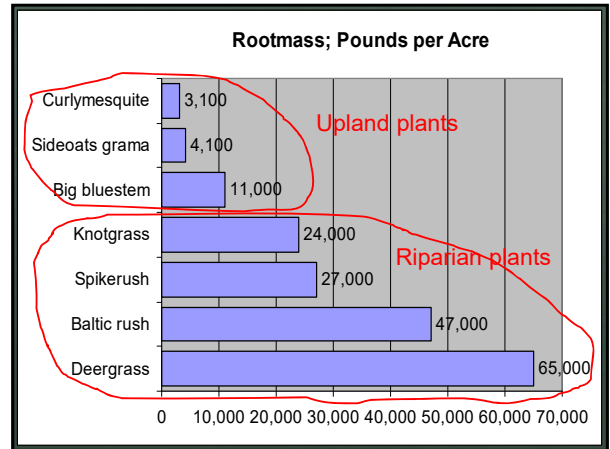 Rootmass; Pounds per Acre
Curlymesquite 3,100
Upland plants
Sideoats grama 4,100
Big bluestem 11,000
Knotgrass 24,000
Riparian plants
Spikerush 27,000
Baltic rush 47,000
Deergrass 65,000
0 10,000 20,000 30,000 40,000 50,000 60,000 70,000